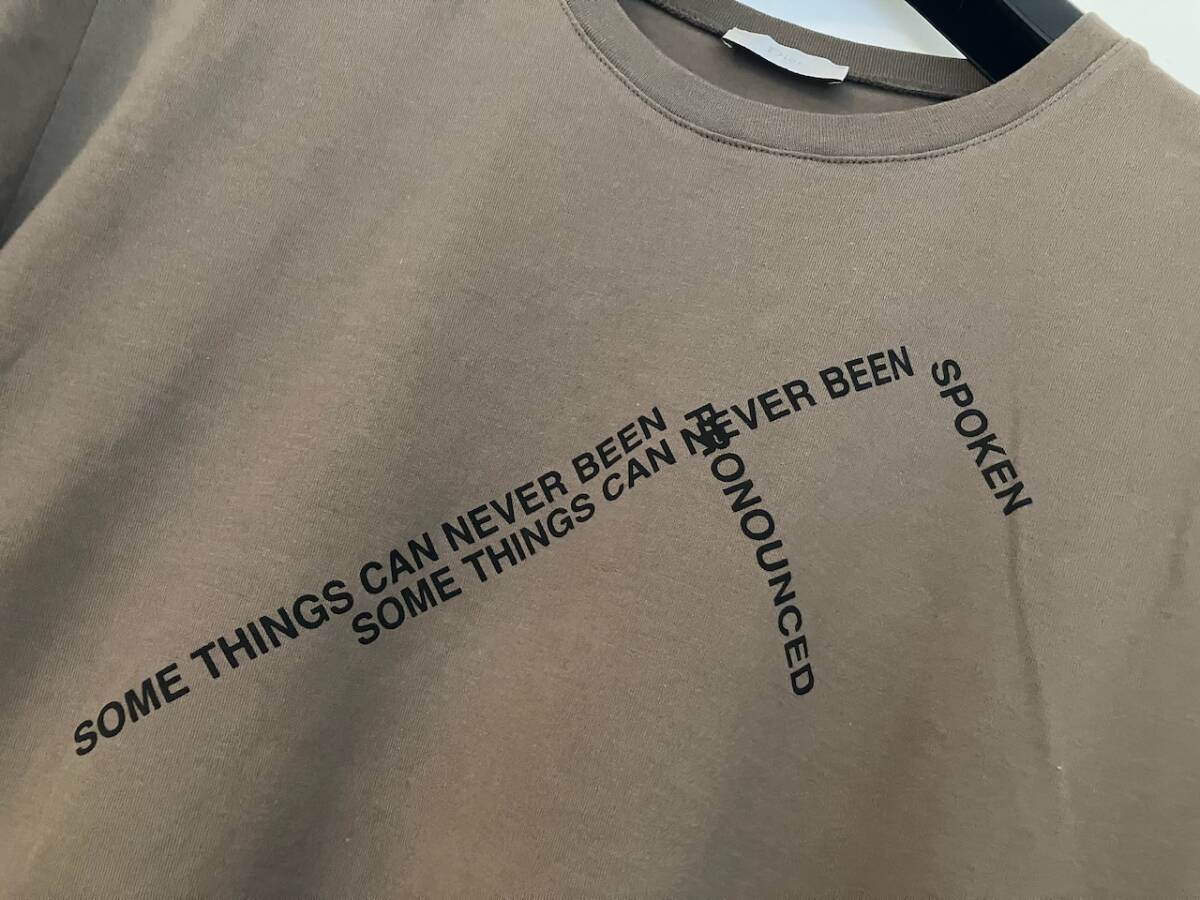 SOME THINGS CAN NEVER BEEN
PRONOUNCED
SOME THINGS CAN NEVER BEEN
SPOKEN